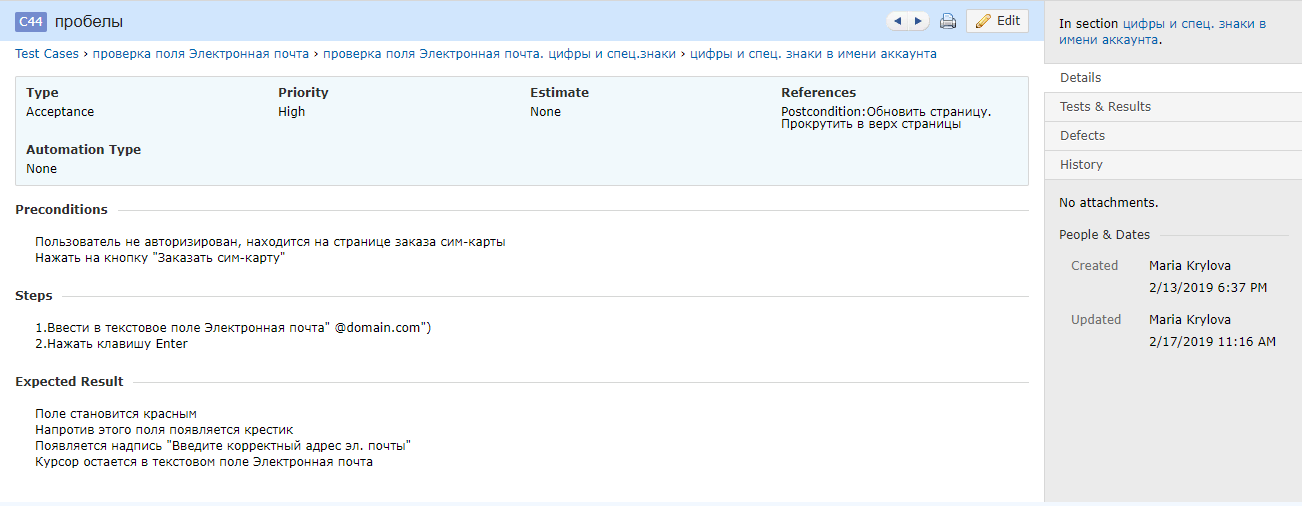 C44 пробелы
Edit
Test Cases › проверка поля Электронная почта › проверка поля Электронная почта. цифры и спец.знаки › цифры и спец. знаки в имени аккаунта
Type Priority Estimate References
Acceptance High None Postcondition:Обновить страницу.
Прокрутить в верх страницы
Automation Type
None
Preconditions
Пользователь не авторизирован, находится на странице заказа сим-карты
Нажать на кнопку "Заказать сим-карту"
Steps
1.Ввести в текстовое поле Электронная почта" @domain.com")
2.Нажать клавишу Enter
Expected Result
Поле становится красным
Напротив этого поля появляется крестик
Появляется надпись "Введите корректный адрес эл. почты"
Курсор остается в текстовом поле Электронная почта
In section цифры и спец. знаки в
имени аккаунта.
Details
Tests & Results
Defects
History
No attachments.
People & Dates
Created Maria Krylova
2/13/2019 6:37 PM
Updated Maria Krylova
2/17/2019 11:16 AM